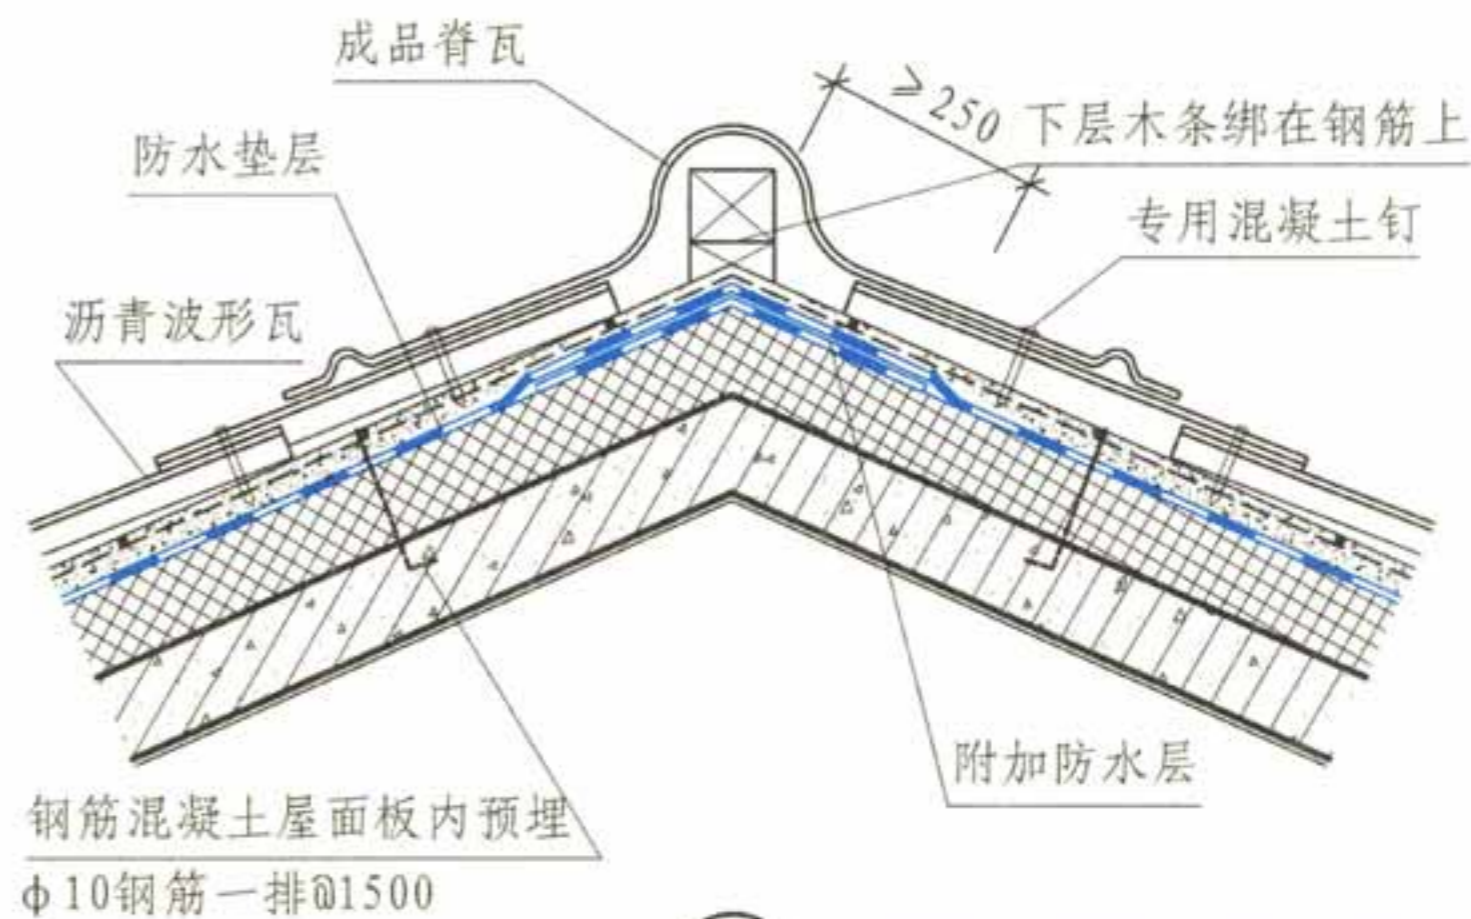 成品脊瓦
≥250
下层木条绑在钢筋上
防水垫层
专用混凝土钉
沥青波形瓦
附加防水层
钢筋混凝土屋面板内预埋
ϕ10钢筋一排@1500